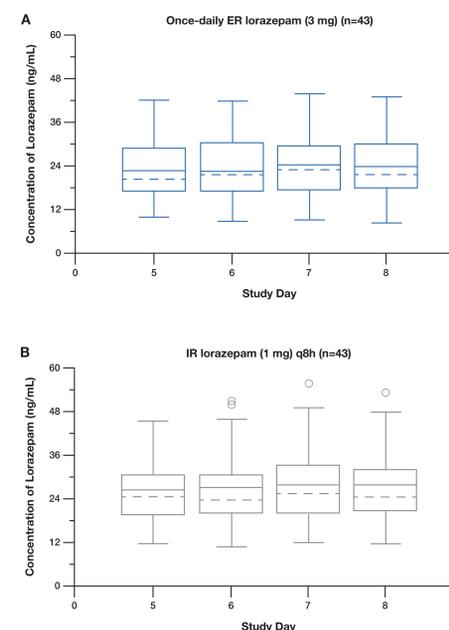 A
Once-daily ER lorazepam (3 mg) (n=43)
Concentration of Lorazepam (ng/mL)
60
48
36
24
12
0
0 5 6 7 8
Study Day
B
IR lorazepam (1 mg) q8h (n=43)
Concentration of Lorazepam (ng/mL)
60
48
36
24
12
0
0 5 6 7 8
Study Day